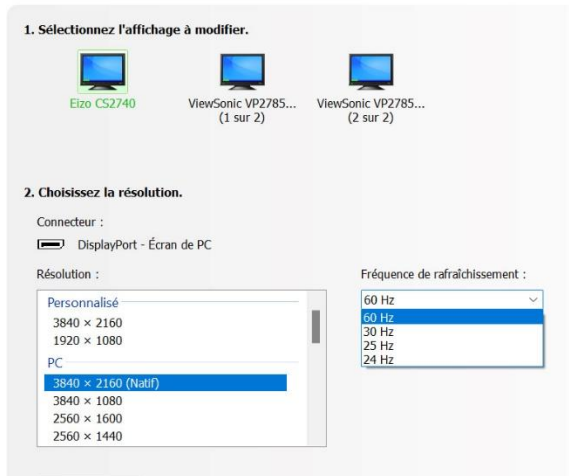 1. Sélectionnez l'affichage à modifier.
Eizo CS2740
ViewSonic VP2785...
(1 sur 2)
ViewSonic VP2785...
(2 sur 2)
2. Choisissez la résolution.
Connecteur :
DisplayPort - Écran de PC
Résolution :
Personnalisé
3840 × 2160
1920 × 1080
PC
3840 × 2160 (Natif)
3840 × 1080
2560 × 1600
2560 × 1440
Fréquence de rafraîchissement :
60 Hz
60 Hz
30 Hz
25 Hz
24 Hz